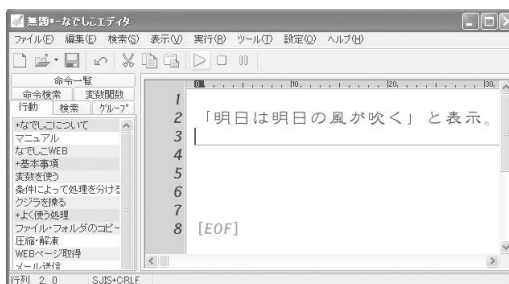 無題*-なでしこエディタ
ファイル(F) 編集(E) 検索(S) 表示(V) 実行(R) ツール(T) 設定(O) ヘルプ(H)
命令一覧
命令検索 変数関数
行動 検索 グループ
+なでしこについて
マニュアル
なでしこWEB
+基本事項
変数を使う
条件によって処理を分ける
クジラを操る
+よく使う処理
ファイル・フォルダのコピー
圧縮・解凍
WEBページ取得
メール送信
0 10 20 30
1
2 「明日は明日の風が吹く」と表示。
3
4
5
6
7
8 [EOF]
行列 2, 0 SJIS+CRLF